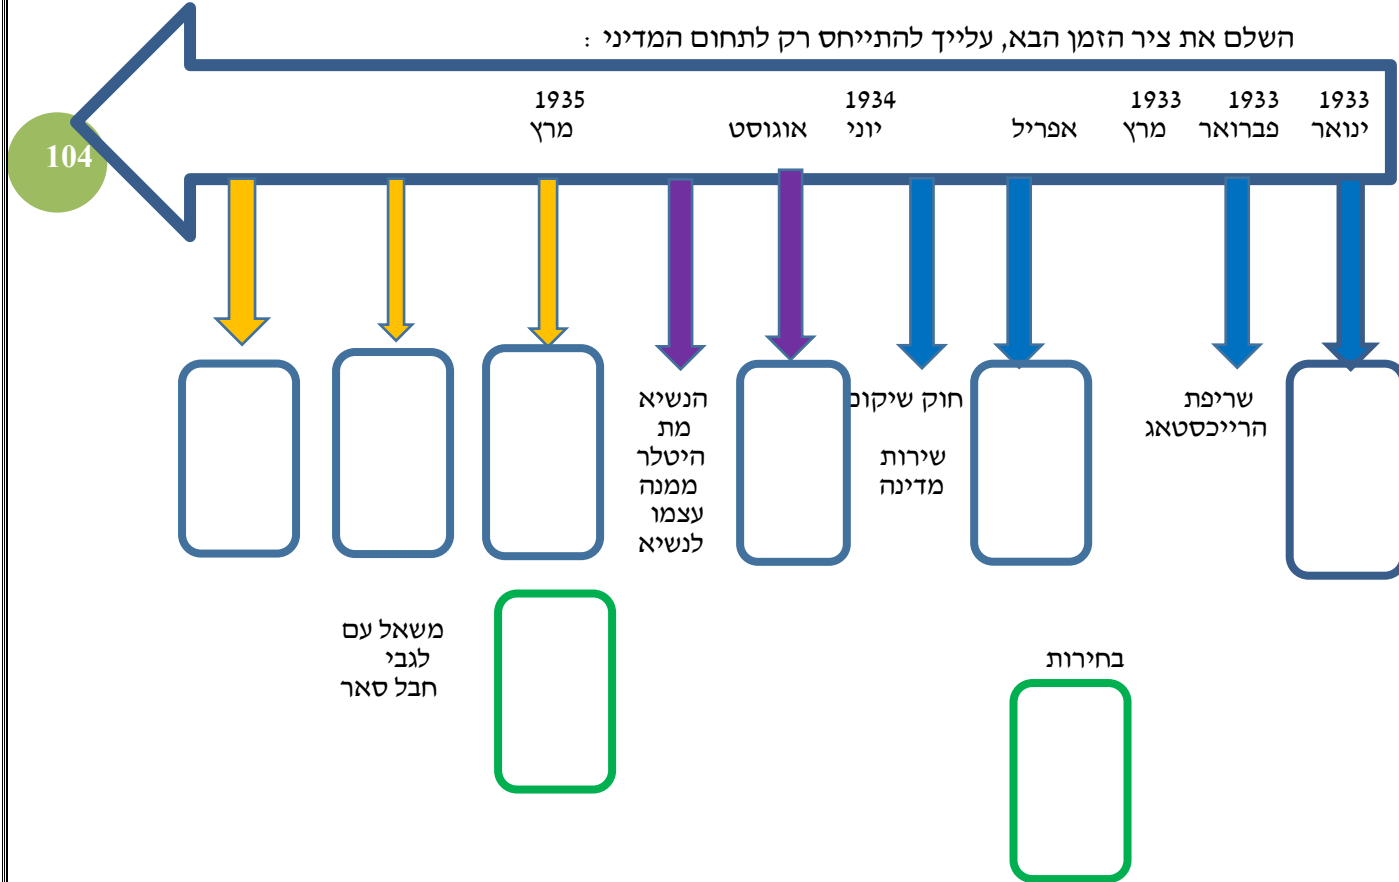 השלם את ציר הזמן הבא, עלייך להתייחס רק לתחום המדיני :
1933 1933 1933 1934 1935
ינואר פברואר מרץ אפריל יוני אוגוסט מרץ
104
שריפת
הרייכסטאג
חוק שיקום
שירות
מדינה
הנשיא
מת
היטלר
ממנה
עצמו
לנשיא
בחירות
משאל עם
לגבי
חבל סאר